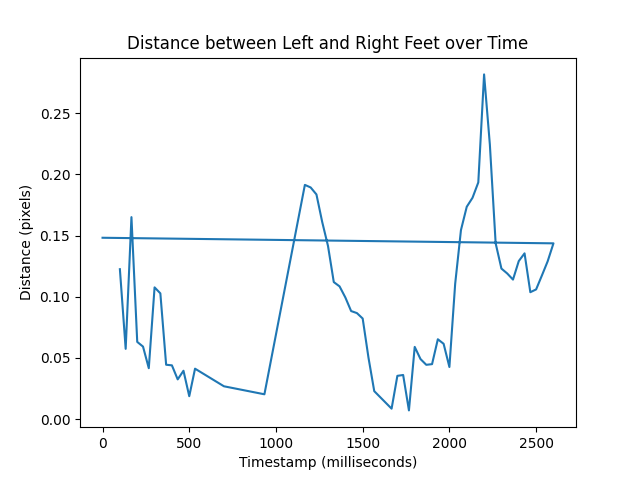 Distance between Left and Right Feet over Time
Distance (pixels)
0.25
0.20
0.15
0.10
0.05
0.00
0 500 1000 1500 2000 2500
Timestamp (milliseconds)